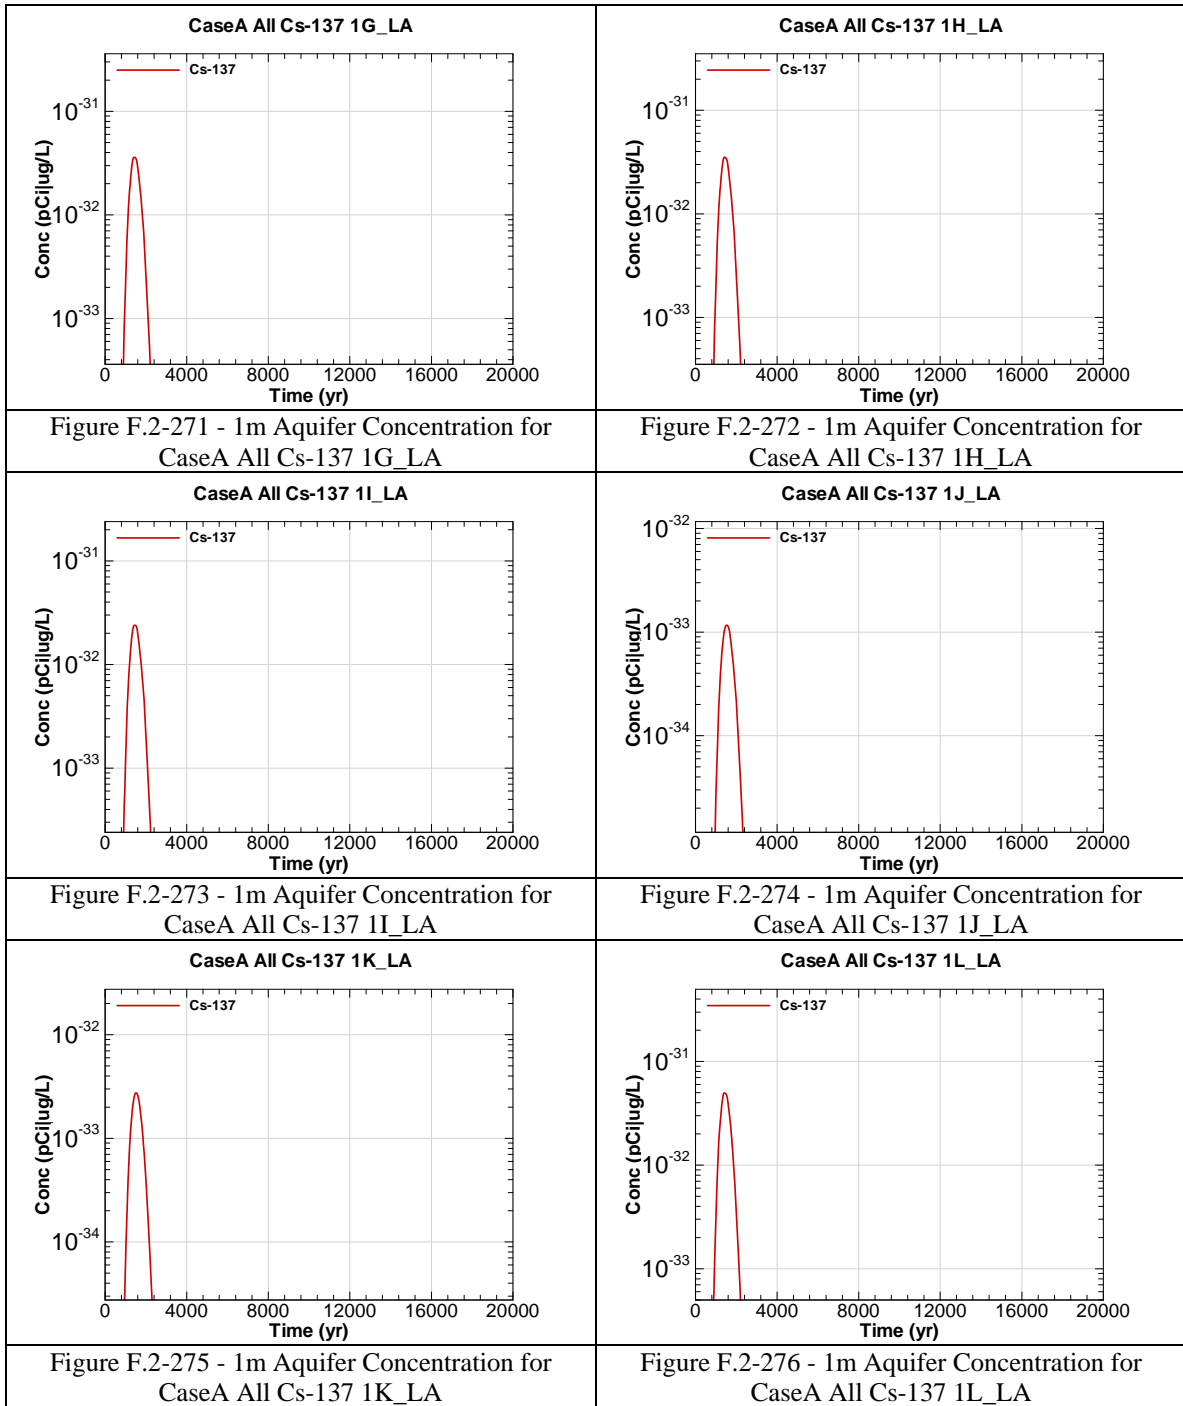 CaseA All Cs-137 1G_LA
Cs-137
10-31
10-32
10-33
Conc (pCi|ug/L)
0 4000 8000 12000 16000 20000
Time (yr)
Figure F.2-271 - 1m Aquifer Concentration for
CaseA All Cs-137 1G_LA
CaseA All Cs-137 1H_LA
Cs-137
10-31
10-32
10-33
Conc (pCi|ug/L)
0 4000 8000 12000 16000 20000
Time (yr)
Figure F.2-272 - 1m Aquifer Concentration for
CaseA All Cs-137 1H_LA
CaseA All Cs-137 1I_LA
Cs-137
10-31
10-32
10-33
Conc (pCi|ug/L)
0 4000 8000 12000 16000 20000
Time (yr)
Figure F.2-273 - 1m Aquifer Concentration for
CaseA All Cs-137 1I_LA
CaseA All Cs-137 1J_LA
Cs-137
10-32
10-33
10-34
Conc (pCi|ug/L)
0 4000 8000 12000 16000 20000
Time (yr)
Figure F.2-274 - 1m Aquifer Concentration for
CaseA All Cs-137 1J_LA
CaseA All Cs-137 1K_LA
Cs-137
10-32
10-33
10-34
Conc (pCi|ug/L)
0 4000 8000 12000 16000 20000
Time (yr)
Figure F.2-275 - 1m Aquifer Concentration for
CaseA All Cs-137 1K_LA
CaseA All Cs-137 1L_LA
Cs-137
10-31
10-32
10-33
Conc (pCi|ug/L)
0 4000 8000 12000 16000 20000
Time (yr)
Figure F.2-276 - 1m Aquifer Concentration for
CaseA All Cs-137 1L_LA